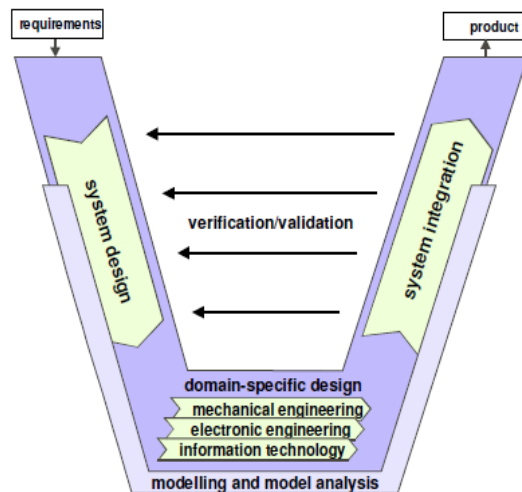 requirements
product
system design
verification/validation
system integration
domain-specific design
mechanical engineering
electronic engineering
information technology
modelling and model analysis